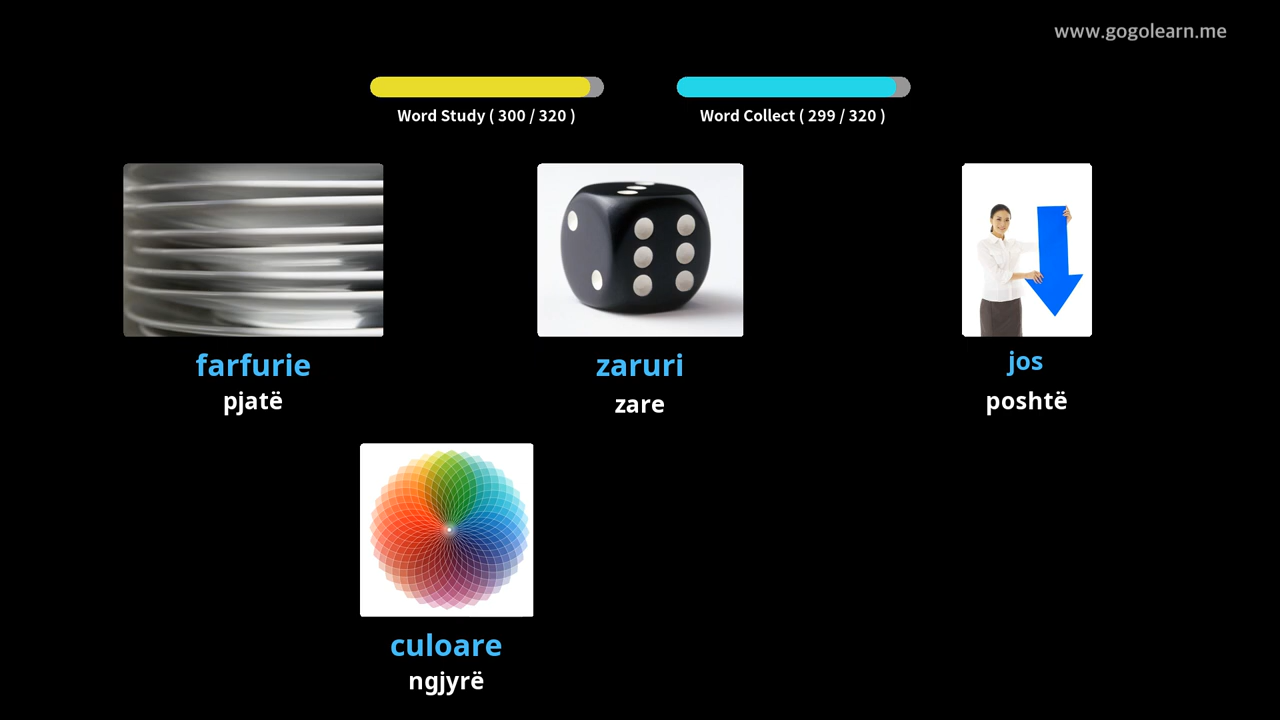 www.gogolearn.me
Word Study ( 300 / 320 )
Word Collect ( 299 / 320 )
farfurie
pjatë
zaruri
zare
jos
poshtë
culoare
ngjyrë